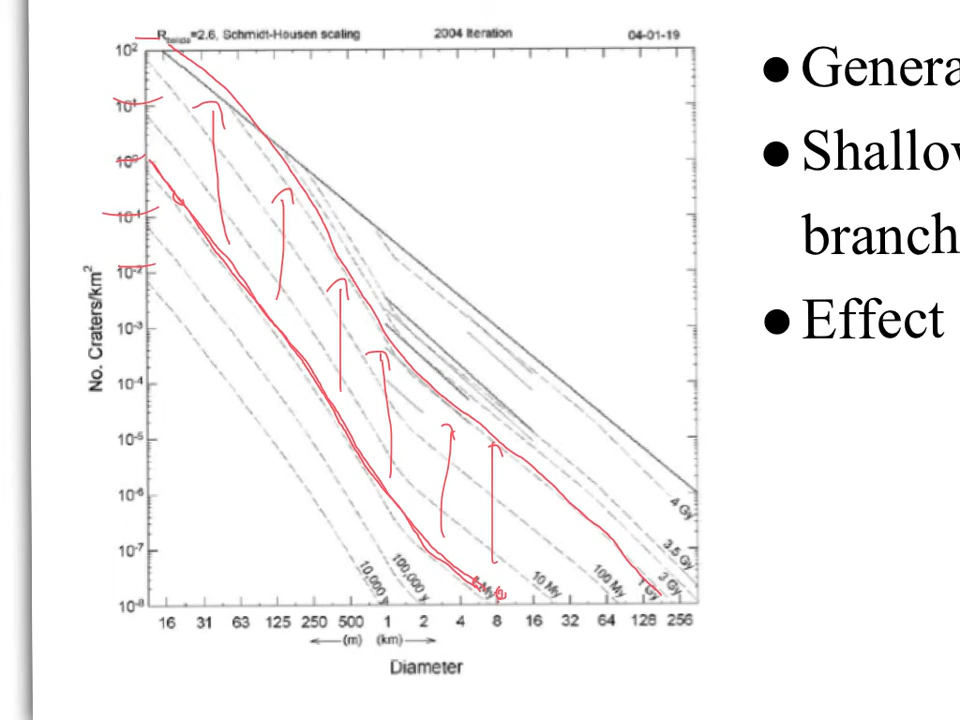 R =2.6, Schmidt-Housen scaling 2004 Iteration 04-01-19
10²
10¹
10⁰
10⁻¹
10⁻²
10⁻³
10⁻⁴
10⁻⁵
10⁻⁶
10⁻⁷
10⁻⁸
No. Craters/km²
10,000 y 100,000 y 1 My 10 My 100 My 1 Gy 3 Gy 3.5 Gy 4 Gy
16 31 63 125 250 500 1 2 4 8 16 32 64 128 256
(m) (km)
Diameter
● Genera
● Shallov
branch
● Effect